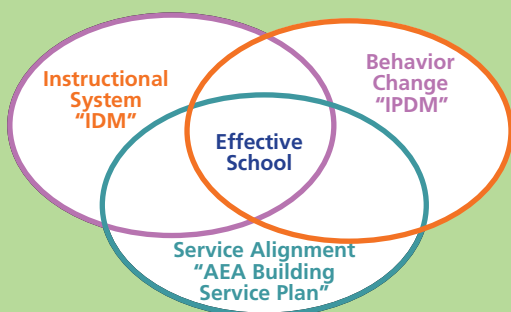 Instructional
System
“IDM”
Behavior
Change
“IPDM”
Effective
School
Service Alignment
“AEA Building
Service Plan”